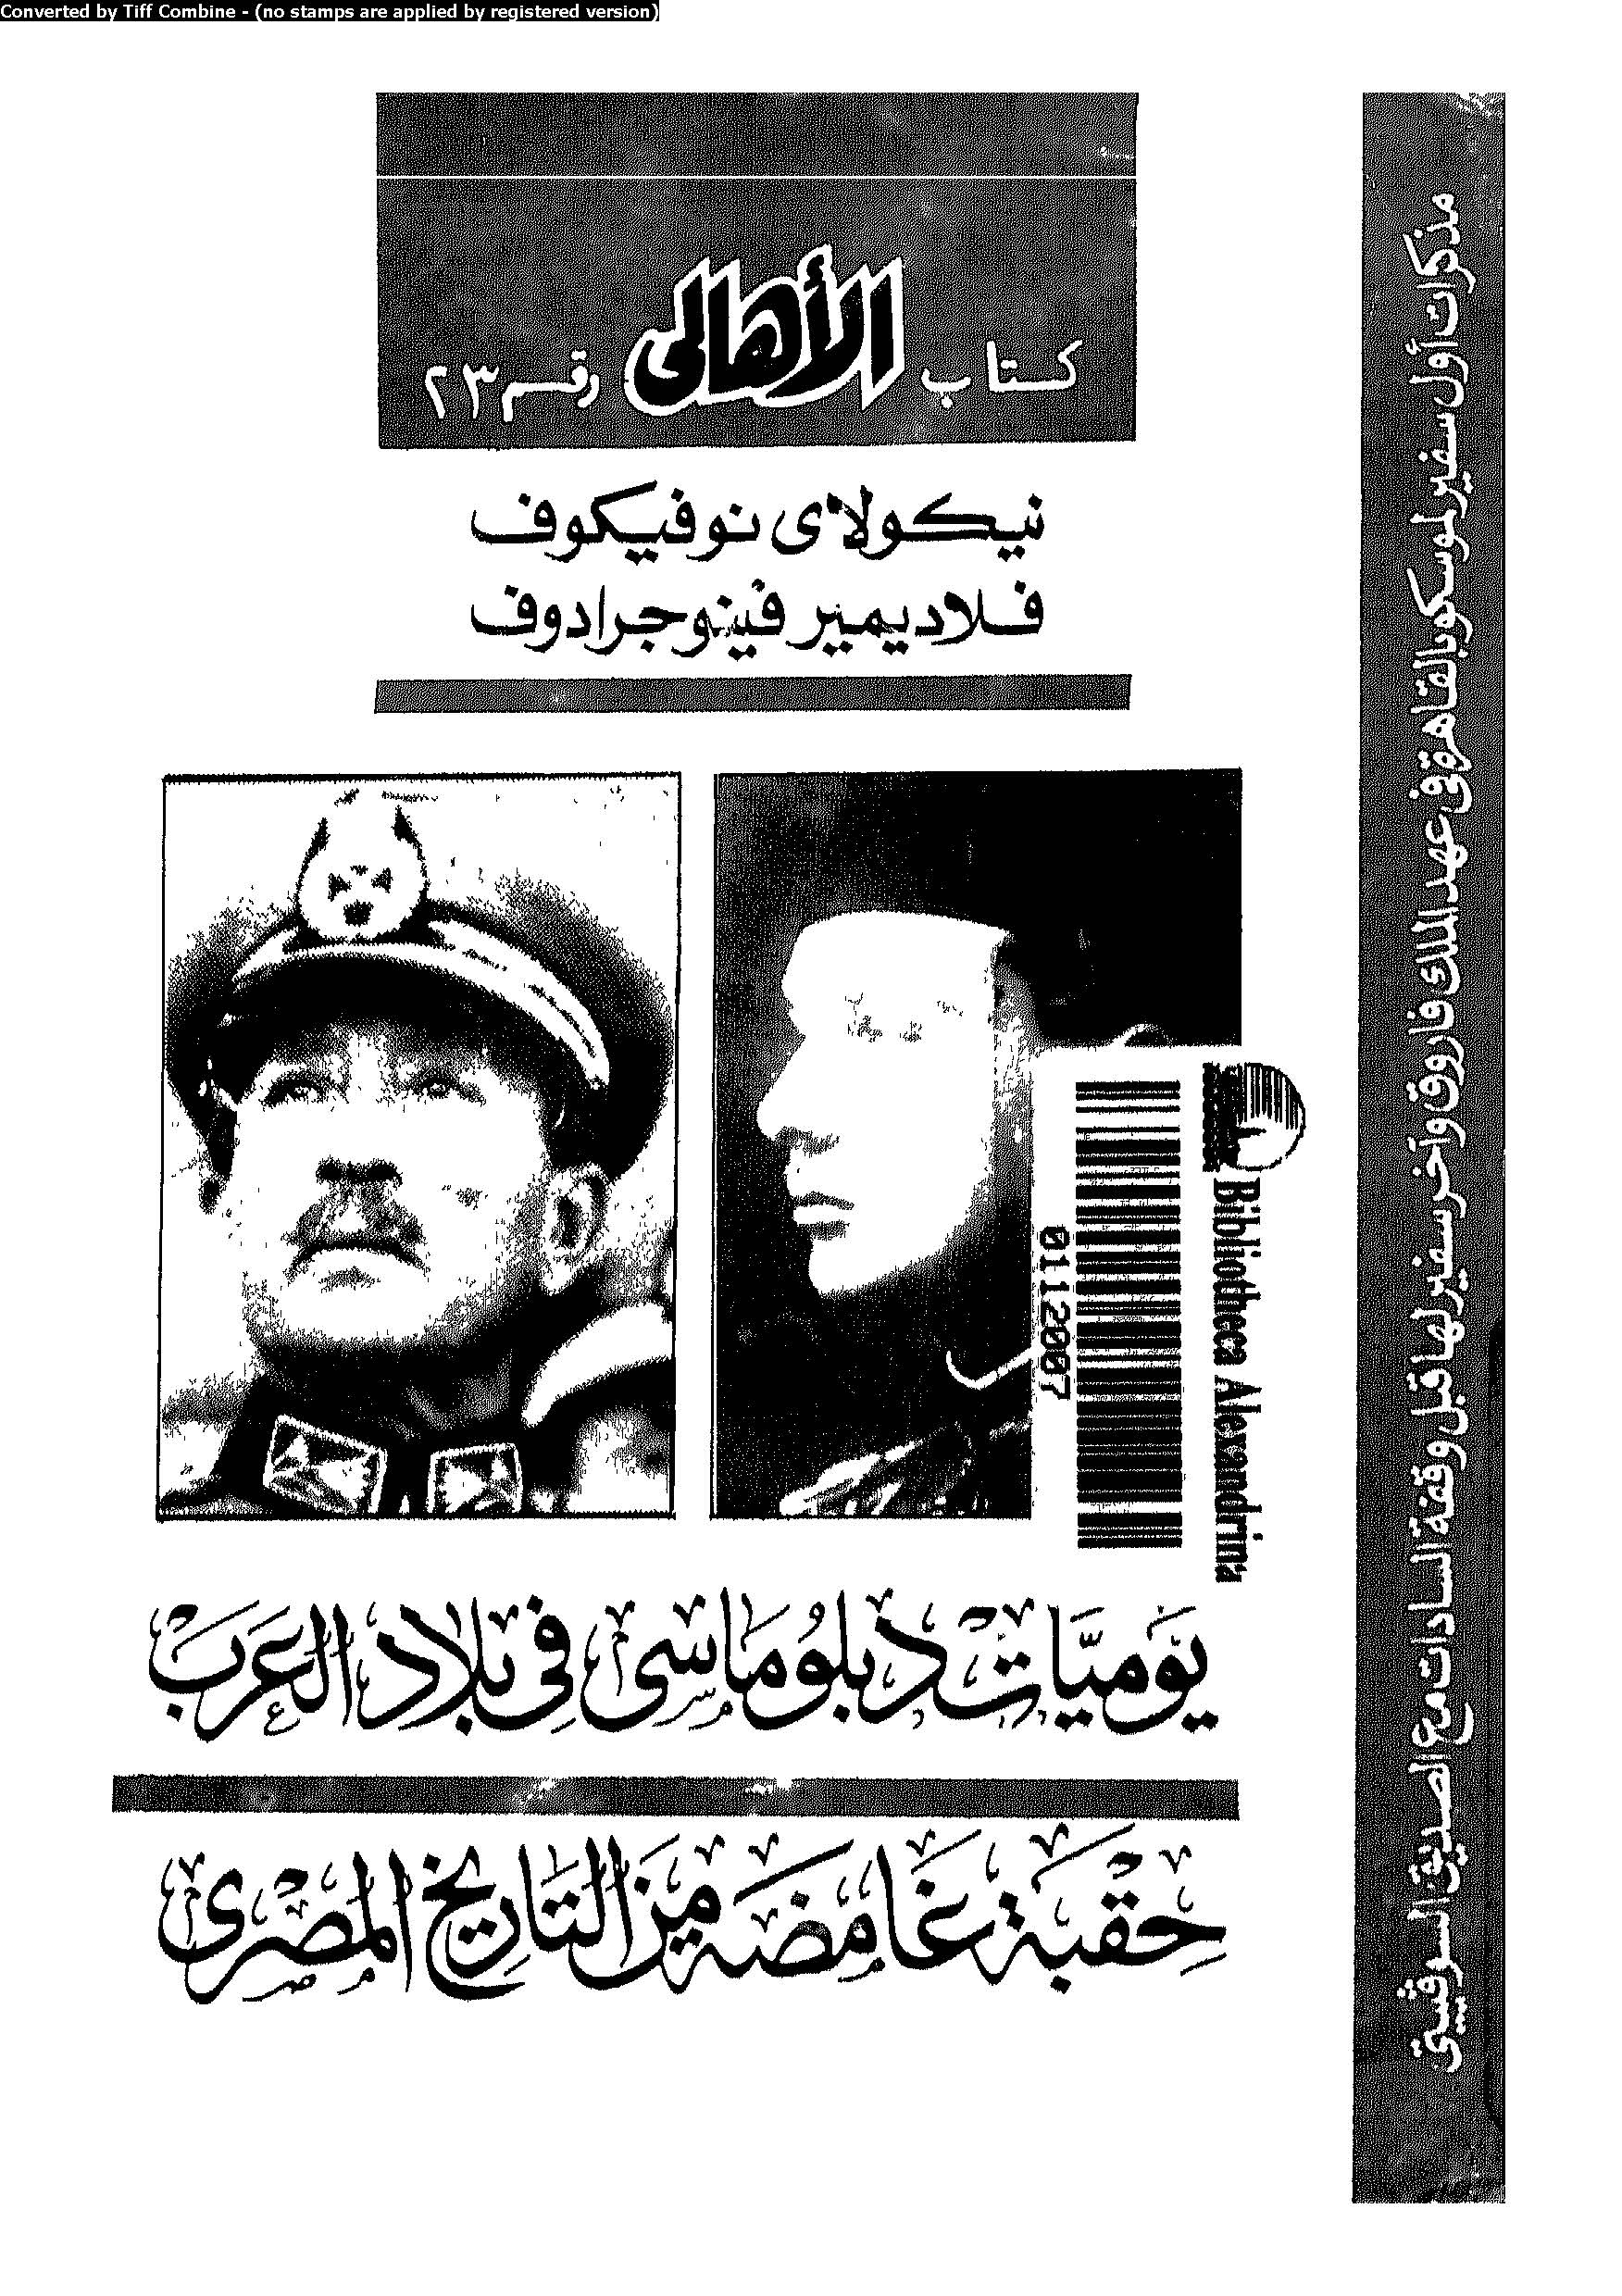 Converted by Tiff Combine - (no stamps are applied by registered version)
كتاب الأهالى رقم ٢٣
نيكولاى نوفيكوف
فلاديمير فينوجرادوف
مذكرات أول سفير لموسكو بالقاهرة فى عهد الملك فاروق وآخر سفير لها قبل وقفة السادات مع الصديق السوفييتى
Bibliotheca Alexandrina
0112007
يوميات دبلوماسى فى بلاد العرب
حقبة غامضة من التاريخ المصرى